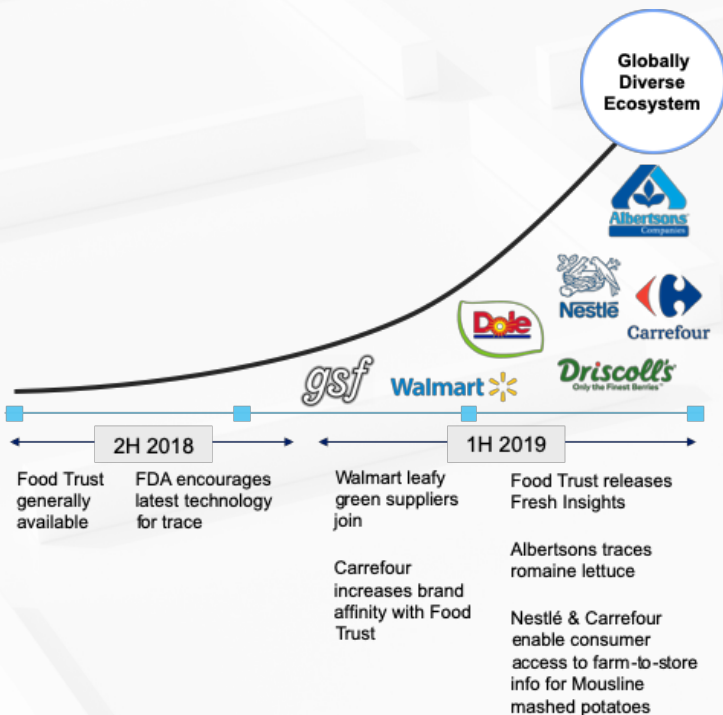 Globally
Diverse
Ecosystem
Albertsons
Companies
Nestlé
Carrefour
Dole
Driscoll's
Only the Finest Berries™
gsf
Walmart
2H 2018
1H 2019
Food Trust
generally
available
FDA encourages
latest technology
for trace
Walmart leafy
green suppliers
join
Carrefour
increases brand
affinity with Food
Trust
Food Trust releases
Fresh Insights
Albertsons traces
romaine lettuce
Nestlé & Carrefour
enable consumer
access to farm-to-store
info for Mousline
mashed potatoes